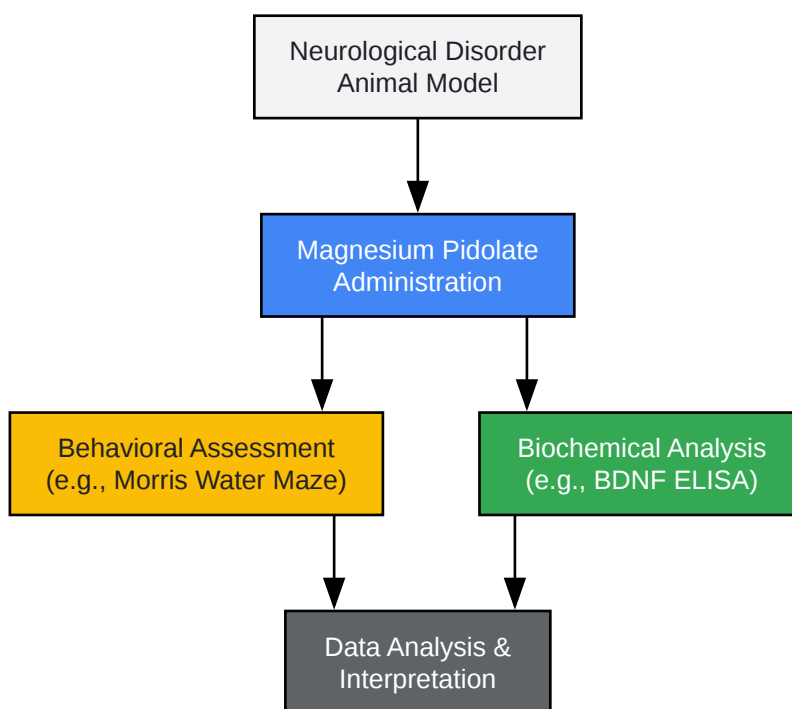 Neurological Disorder
Animal Model
Magnesium Pidolate
Administration
Behavioral Assessment
(e.g., Morris Water Maze)
Biochemical Analysis
(e.g., BDNF ELISA)
Data Analysis &
Interpretation